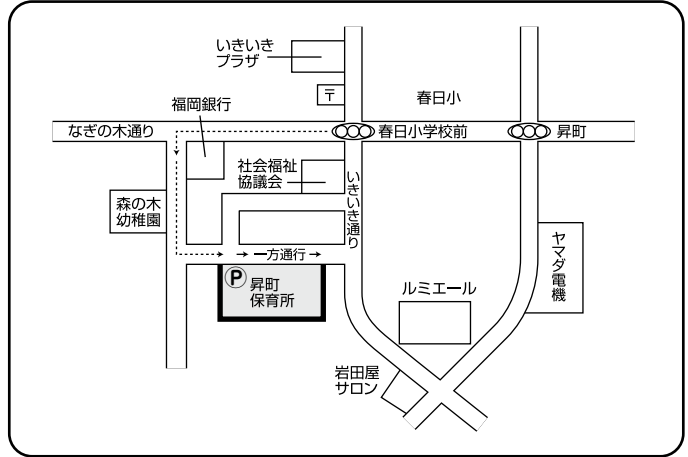 いきいき
プラザ
〒
春日小
福岡銀行
なぎの木通り
春日小学校前
昇町
社会福祉
協議会
いきいき通り
森の木
幼稚園
一方通行
ヤマダ電機
P
昇町
保育所
ルミエール
岩田屋
サロン